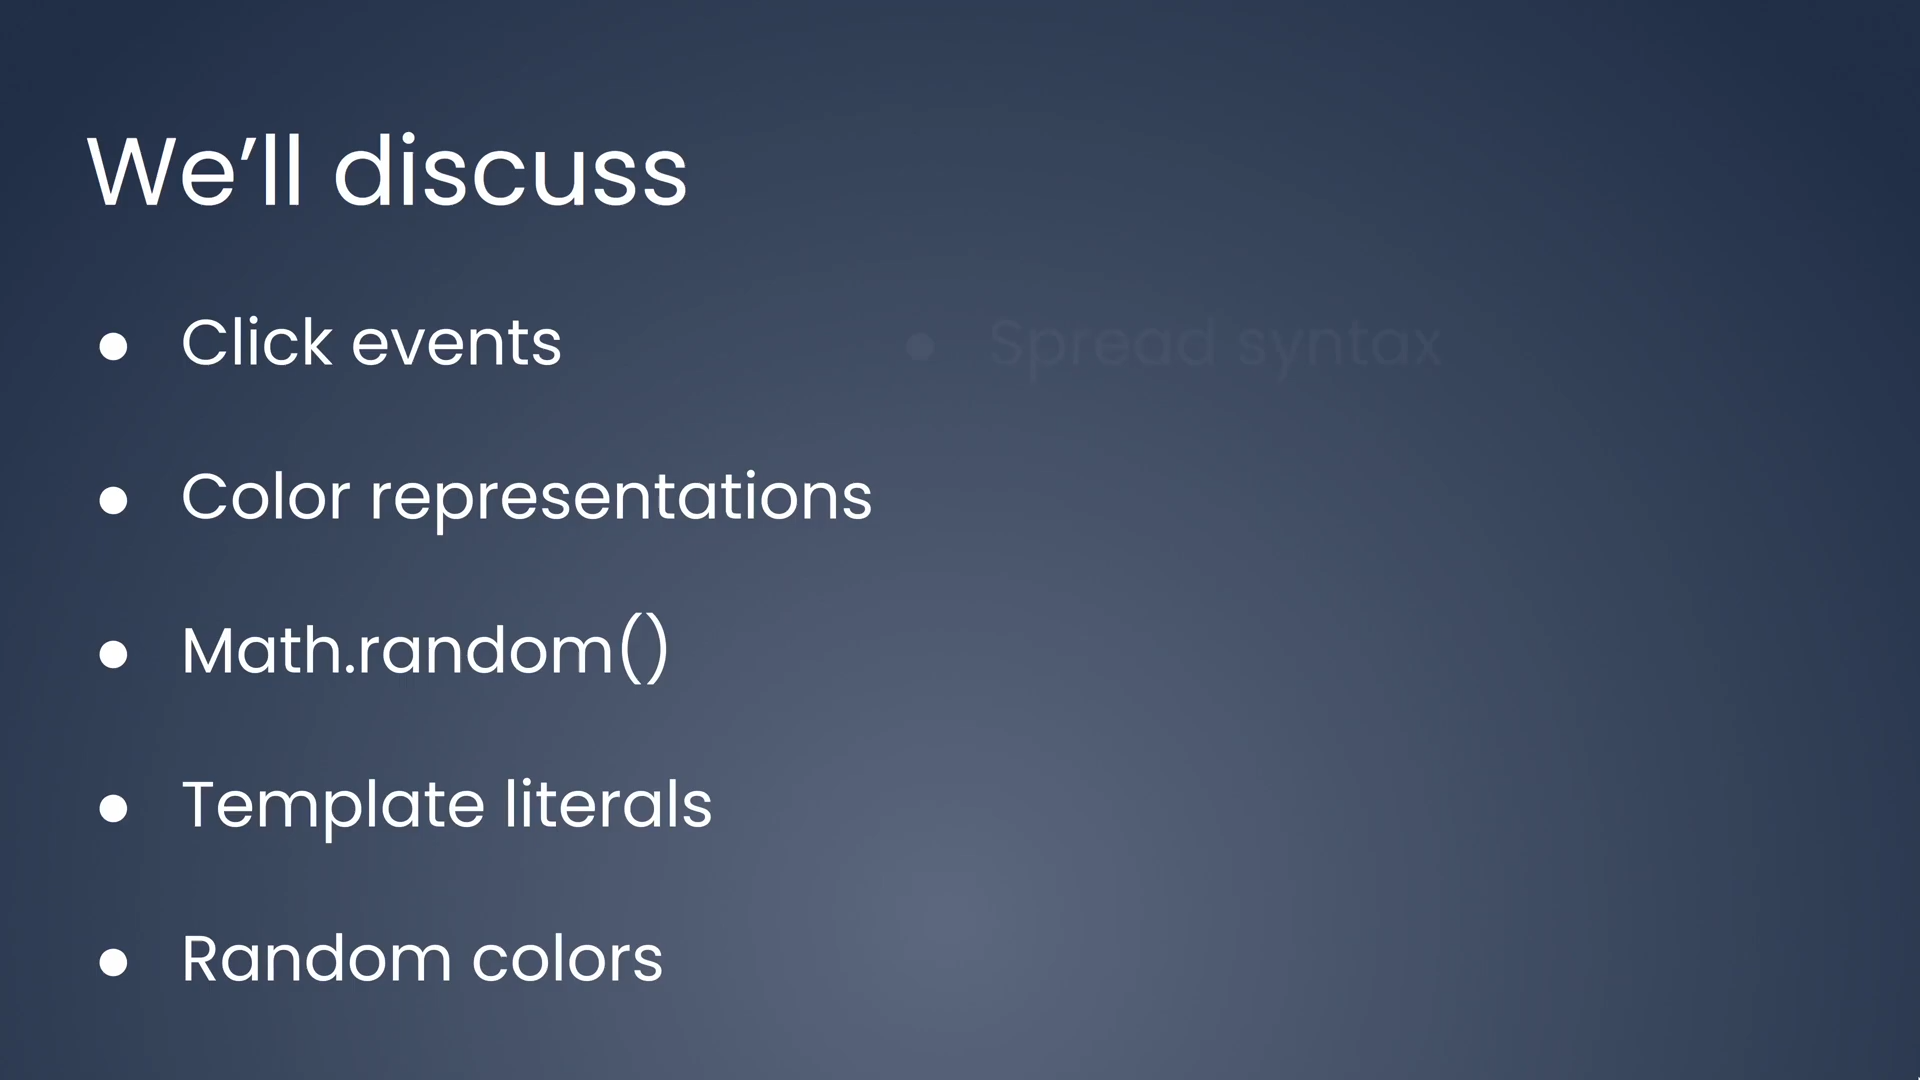 We’ll discuss
● Click events
● Color representations
● Math.random()
● Template literals
● Random colors
● Spread syntax